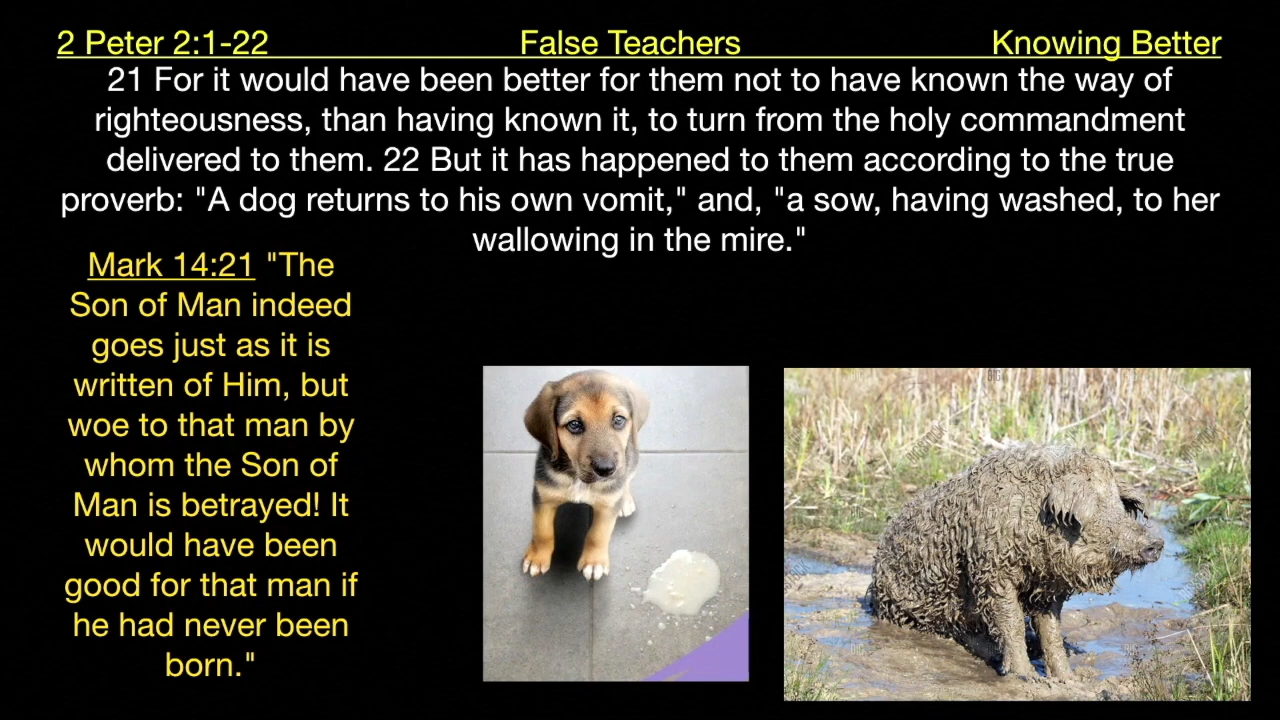 2 Peter 2:1-22 False Teachers Knowing Better
21 For it would have been better for them not to have known the way of
righteousness, than having known it, to turn from the holy commandment
delivered to them. 22 But it has happened to them according to the true
proverb: "A dog returns to his own vomit," and, "a sow, having washed, to her
wallowing in the mire."
Mark 14:21 "The
Son of Man indeed
goes just as it is
written of Him, but
woe to that man by
whom the Son of
Man is betrayed! It
would have been
good for that man if
he had never been
born."